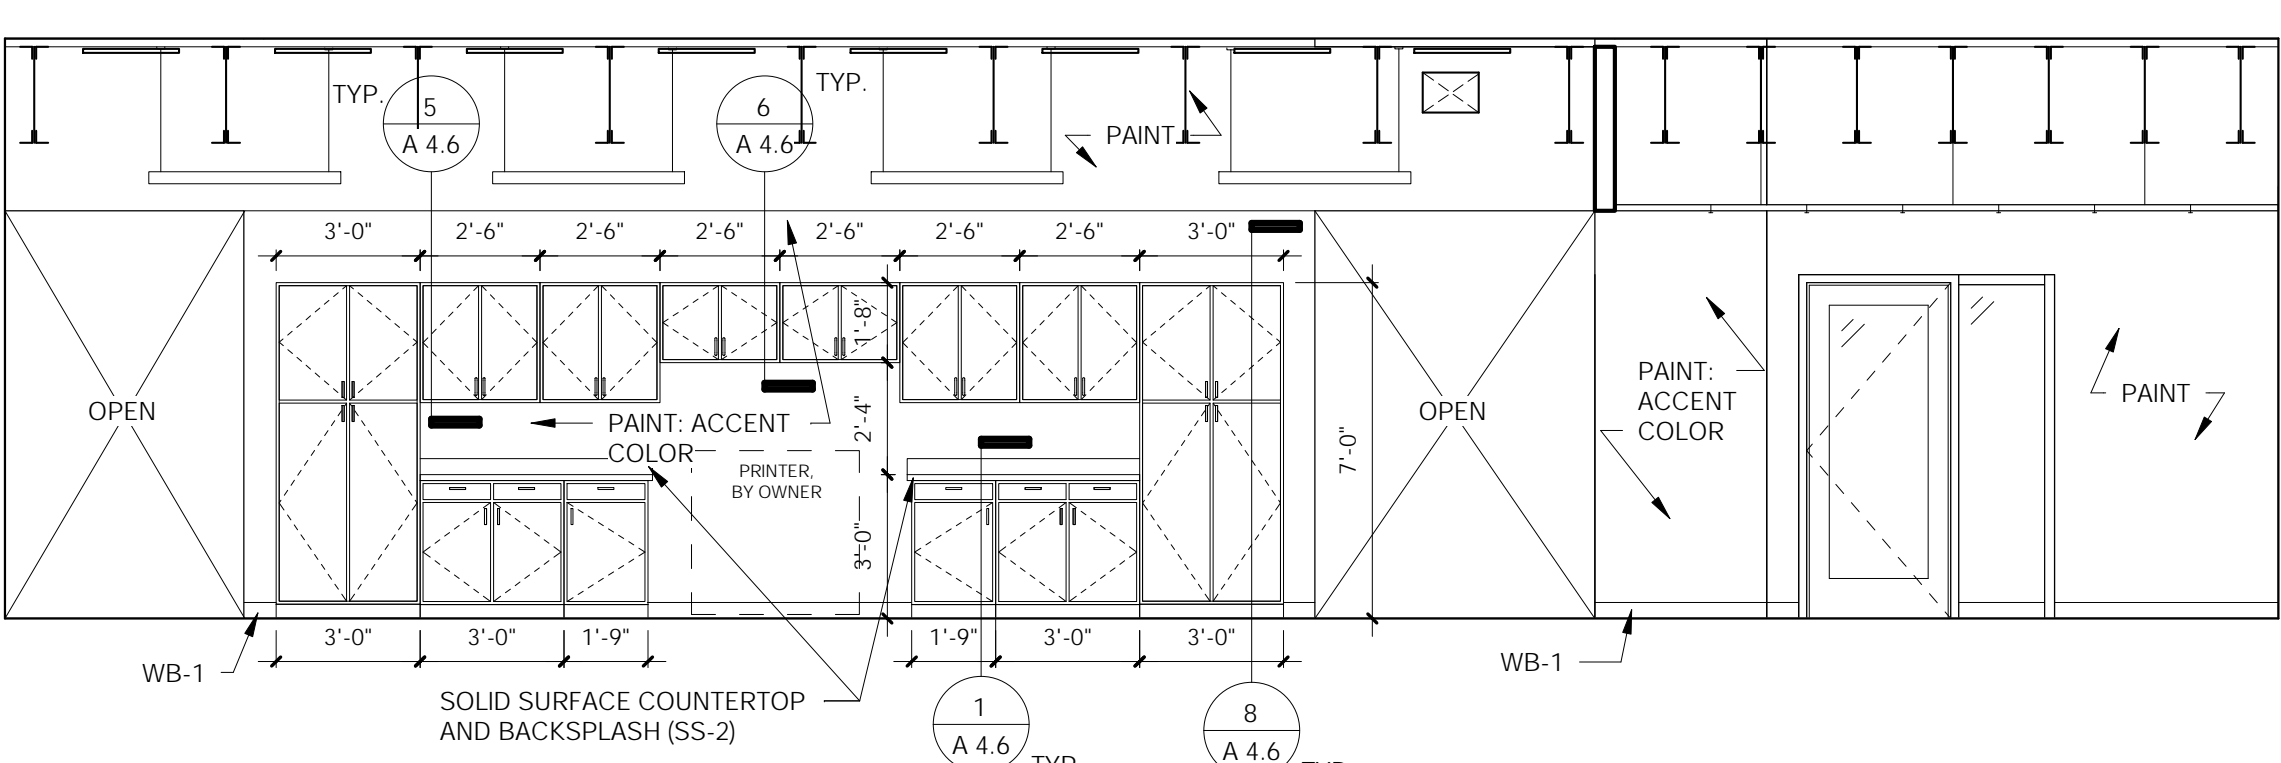 TYP.
5
A 4.6
6
A 4.6
TYP.
PAINT
3'-0"
2'-6"
2'-6"
2'-6"
2'-6"
2'-6"
2'-6"
3'-0"
1'-8"
2'-4"
3'-0"
7'-0"
OPEN
PAINT: ACCENT
COLOR
PRINTER,
BY OWNER
OPEN
PAINT:
ACCENT
COLOR
PAINT
3'-0"
3'-0"
1'-9"
1'-9"
3'-0"
3'-0"
WB-1
WB-1
SOLID SURFACE COUNTERTOP
AND BACKSPLASH (SS-2)
1
A 4.6
8
A 4.6